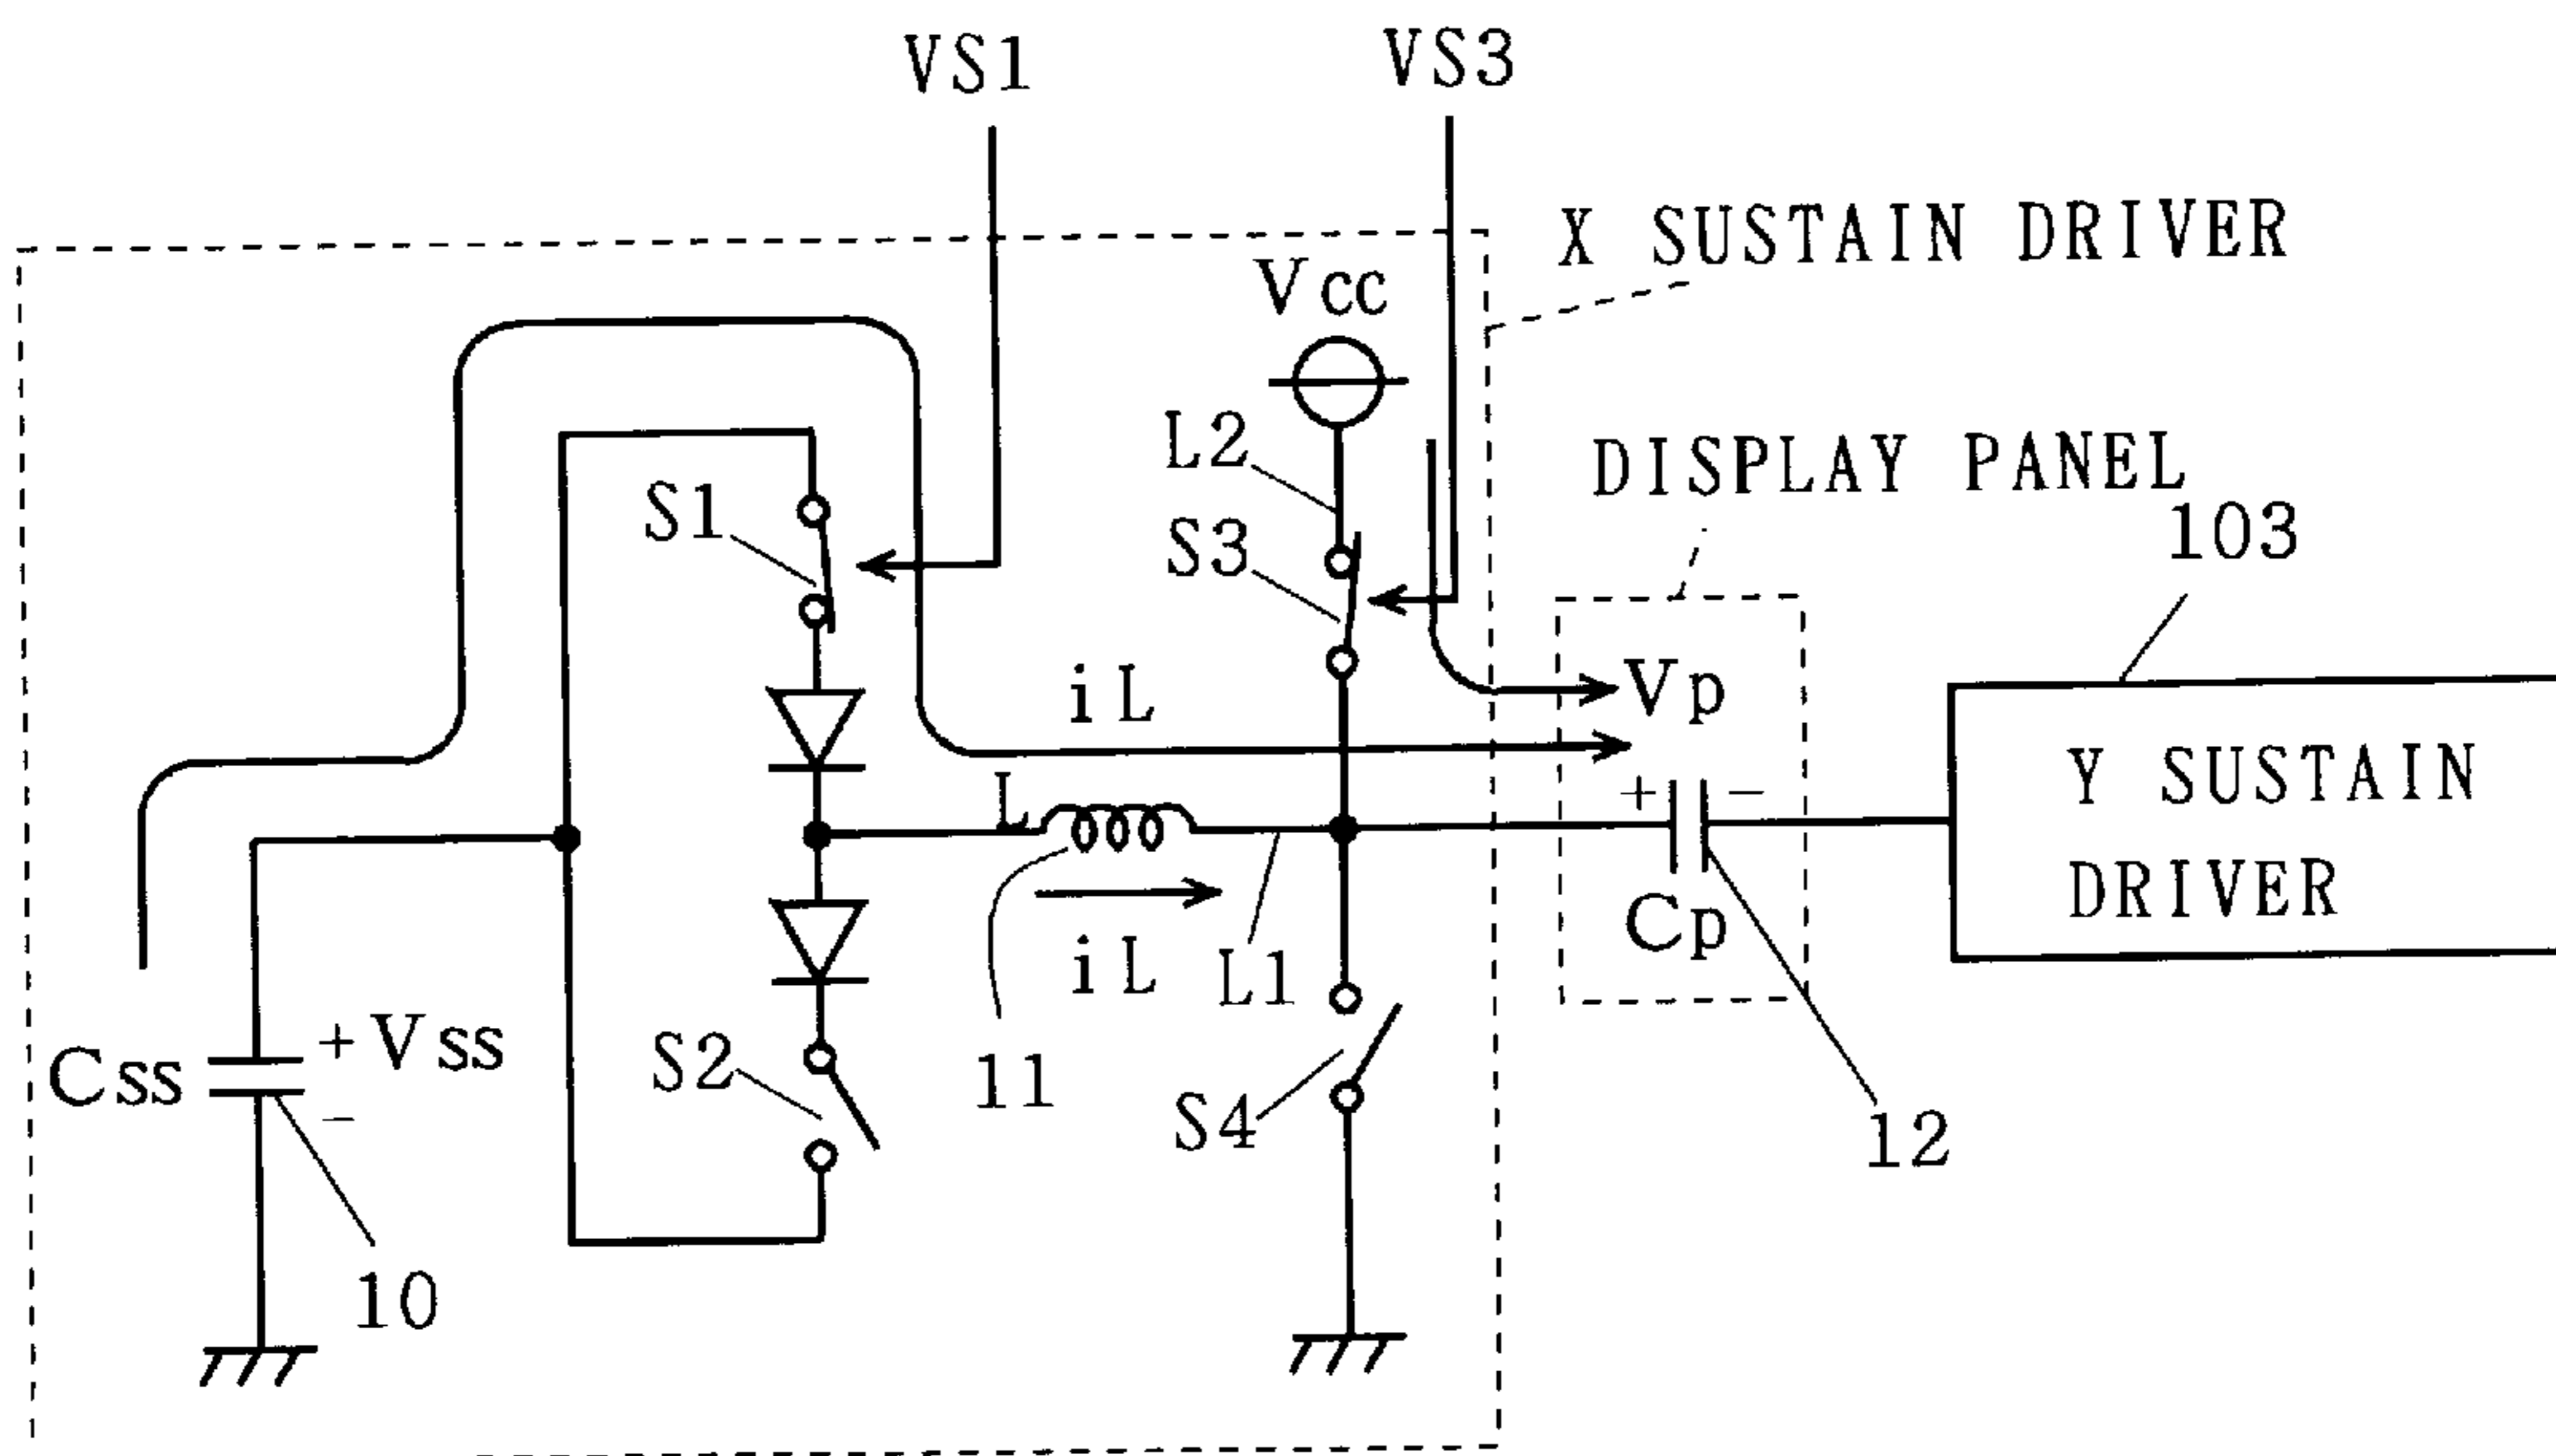 VS1
VS3
X SUSTAIN DRIVER
Vcc
L2
DISPLAY PANEL
S1
S3
103
iL
Vp
L
+ -
Y SUSTAIN
DRIVER
Cp
iL
L1
Css
+ Vss
-
S2
11
S4
12
10